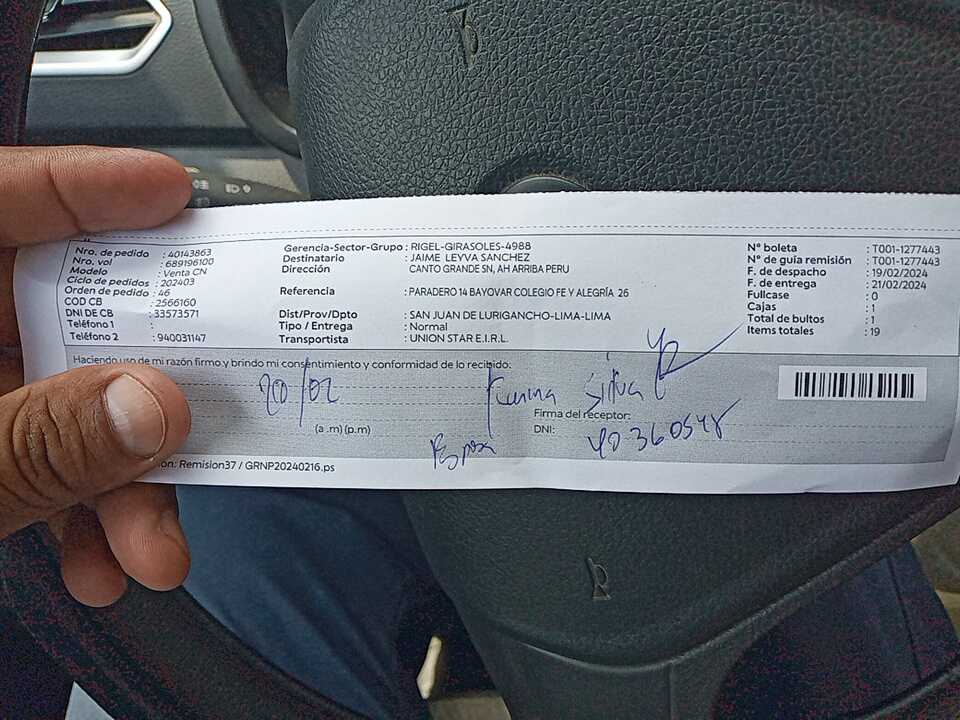 Nro. de pedido : 40143863
Nro. vol : 689196100
Modelo : Venta CN
Ciclo de pedidos : 202403
Orden de pedido : 46
COD CB : 2566160
DNI DE CB : 33573571
Teléfono 1 :
Teléfono 2 : 940031147
Gerencia-Sector-Grupo : RIGEL-GIRASOLES-4988
Destinatario : JAIME LEYVA SANCHEZ
Dirección CANTO GRANDE SN, AH ARRIBA PERU
Referencia : PARADERO 14 BAYOVAR COLEGIO FE Y ALEGRÍA 26
Dist/Prov/Dpto : SAN JUAN DE LURIGANCHO-LIMA-LIMA
Tipo / Entrega : Normal
Transportista : UNION STAR E.I.R.L.
N° boleta : T001-1277443
N° de guía remisión : T001-1277443
F. de despacho : 19/02/2024
F. de entrega : 21/02/2024
Fullcase : 0
Cajas : 1
Total de bultos : 1
Items totales : 19
Haciendo uso de mi razón firmo y brindo mi consentimiento y conformidad de lo recibido.
20/02
Karina Silva
(a .m) (p.m)
Firma del receptor:
DNI: 40360548
Esposa
Remision37 / GRNP20240216.ps